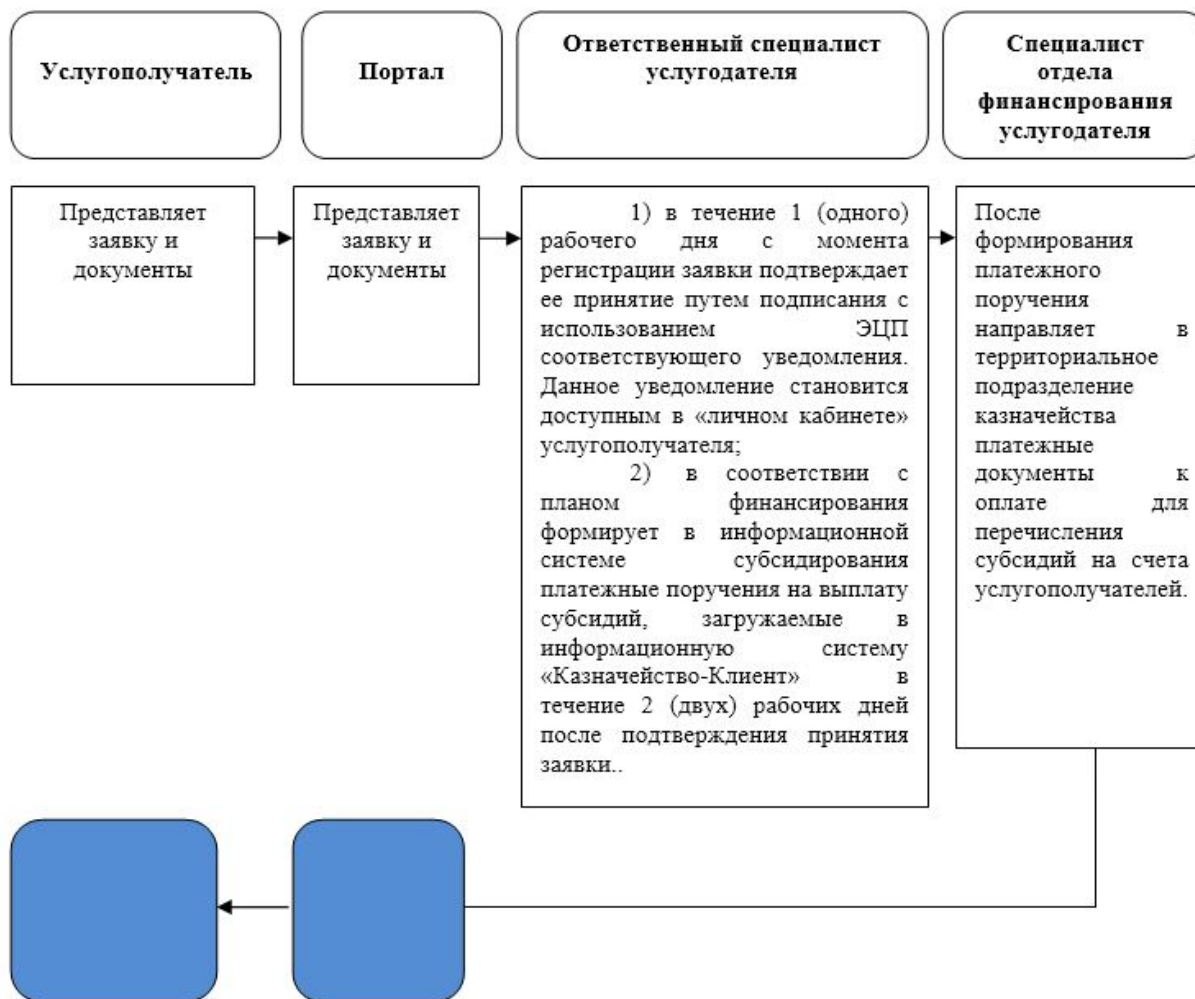 Услугополучатель
Портал
Ответственный специалист
услугодателя
Специалист
отдела
финансирования
услугодателя
Представляет
заявку и
документы
Представляет
заявку и
документы
1) в течение 1 (одного)
рабочего дня с момента
регистрации заявки подтверждает
ее принятие путем подписания с
использованием ЭЦП
соответствующего уведомления.
Данное уведомление становится
доступным в «личном кабинете»
услугополучателя;
2) в соответствии с
планом финансирования
формирует в информационной
системе субсидирования
платежные поручения на выплату
субсидий, загружаемые в
информационную систему
«Казначейство-Клиент» в
течение 2 (двух) рабочих дней
после подтверждения принятия
заявки..
После
формирования
платежного
поручения
направляет в
территориальное
подразделение
казначейства
платежные
документы к
оплате для
перечисления
субсидий на счета
услугополучателей.